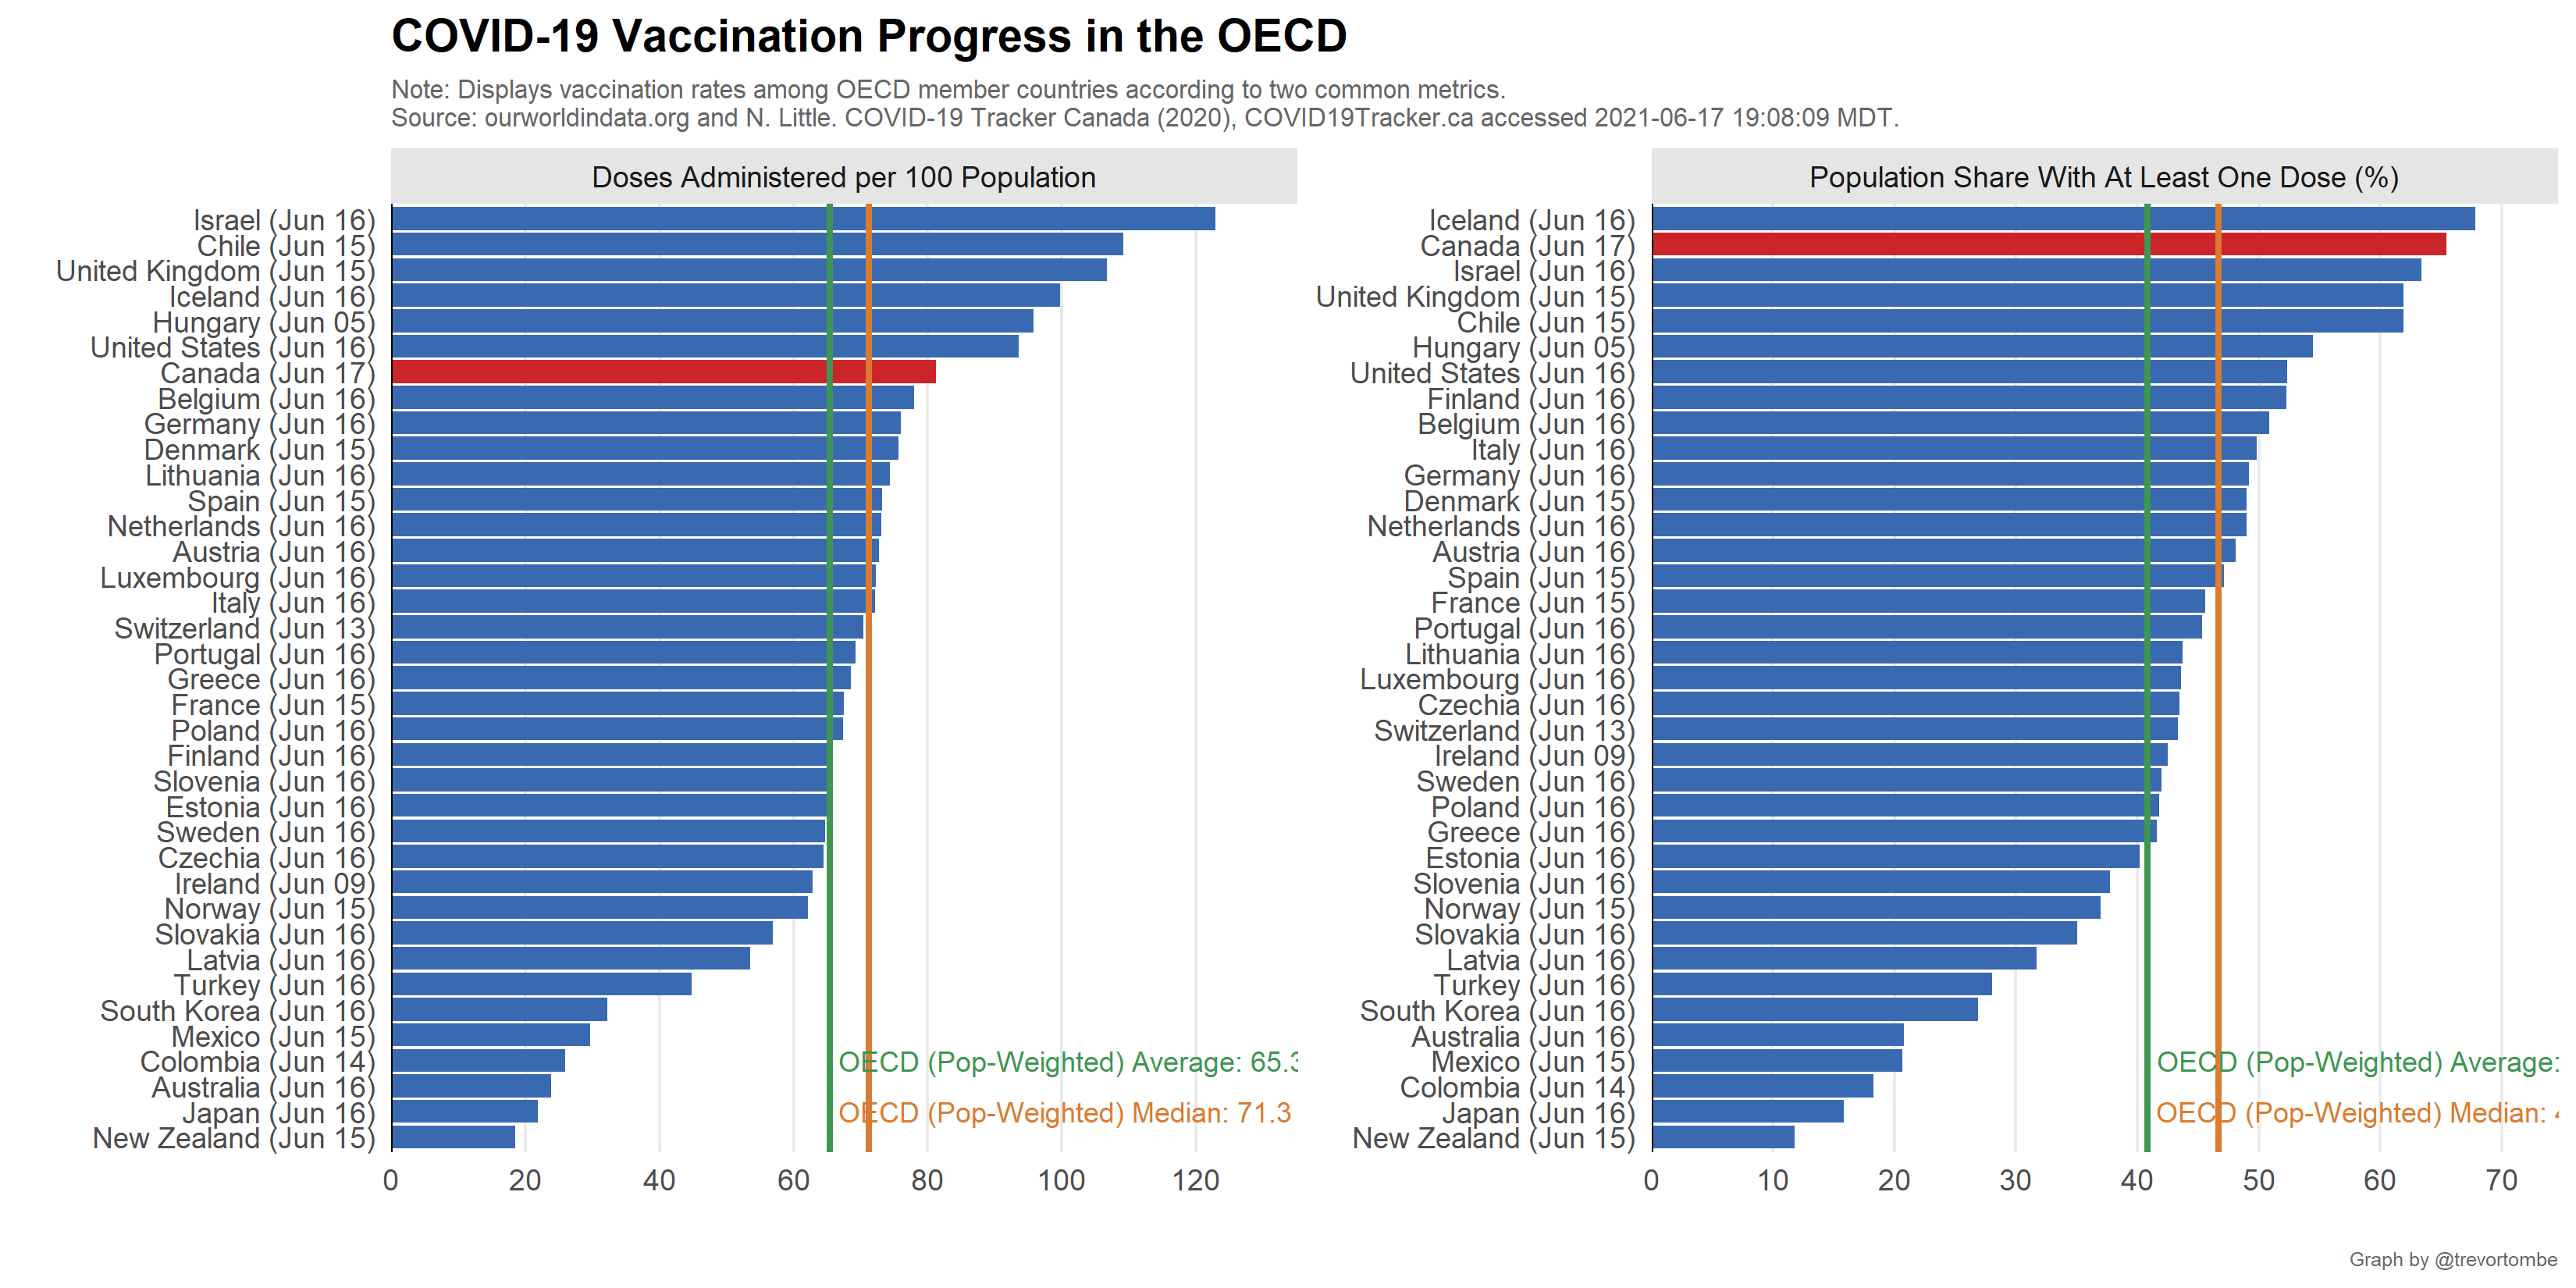 COVID-19 Vaccination Progress in the OECD
Note: Displays vaccination rates among OECD member countries according to two common metrics.
Source: ourworldindata.org and N. Little. COVID-19 Tracker Canada (2020), COVID19Tracker.ca accessed 2021-06-17 19:08:09 MDT.
Doses Administered per 100 Population
Israel (Jun 16)
Chile (Jun 15)
United Kingdom (Jun 15)
Iceland (Jun 16)
Hungary (Jun 05)
United States (Jun 16)
Canada (Jun 17)
Belgium (Jun 16)
Germany (Jun 16)
Denmark (Jun 15)
Lithuania (Jun 16)
Spain (Jun 15)
Netherlands (Jun 16)
Austria (Jun 16)
Luxembourg (Jun 16)
Italy (Jun 16)
Switzerland (Jun 13)
Portugal (Jun 16)
Greece (Jun 16)
France (Jun 15)
Poland (Jun 16)
Finland (Jun 16)
Slovenia (Jun 16)
Estonia (Jun 16)
Sweden (Jun 16)
Czechia (Jun 16)
Ireland (Jun 09)
Norway (Jun 15)
Slovakia (Jun 16)
Latvia (Jun 16)
Turkey (Jun 16)
South Korea (Jun 16)
Mexico (Jun 15)
Colombia (Jun 14)
Australia (Jun 16)
Japan (Jun 16)
New Zealand (Jun 15)
OECD (Pop-Weighted) Average: 65.3
OECD (Pop-Weighted) Median: 71.3
0 20 40 60 80 100 120
Population Share With At Least One Dose (%)
Iceland (Jun 16)
Canada (Jun 17)
Israel (Jun 16)
United Kingdom (Jun 15)
Chile (Jun 15)
Hungary (Jun 05)
United States (Jun 16)
Finland (Jun 16)
Belgium (Jun 16)
Italy (Jun 16)
Germany (Jun 16)
Denmark (Jun 15)
Netherlands (Jun 16)
Austria (Jun 16)
Spain (Jun 15)
France (Jun 15)
Portugal (Jun 16)
Lithuania (Jun 16)
Luxembourg (Jun 16)
Czechia (Jun 16)
Switzerland (Jun 13)
Ireland (Jun 09)
Sweden (Jun 16)
Poland (Jun 16)
Greece (Jun 16)
Estonia (Jun 16)
Slovenia (Jun 16)
Norway (Jun 15)
Slovakia (Jun 16)
Latvia (Jun 16)
Turkey (Jun 16)
South Korea (Jun 16)
Australia (Jun 16)
Mexico (Jun 15)
Colombia (Jun 14)
Japan (Jun 16)
New Zealand (Jun 15)
OECD (Pop-Weighted) Average:
OECD (Pop-Weighted) Median:
0 10 20 30 40 50 60 70
Graph by @trevortombe